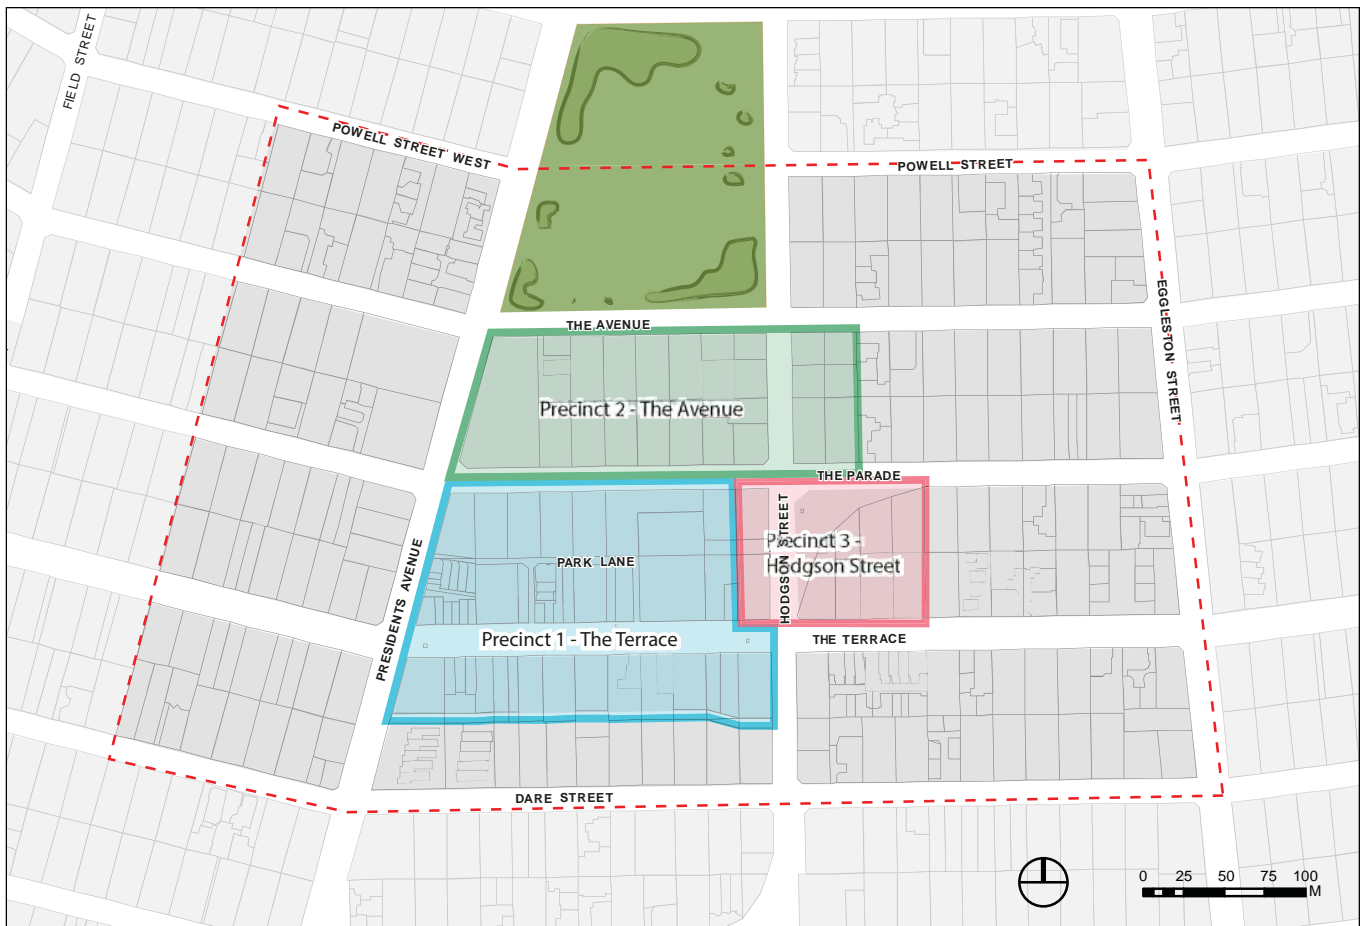 FIELD STREET
POWELL STREET WEST
POWELL STREET
EGGLESTON STREET
THE AVENUE
Precinct 2 - The Avenue
THE PARADE
HODGSON STREET
Precinct 3 -
Hodgson Street
PARK LANE
PRESIDENTS AVENUE
Precinct 1 - The Terrace
THE TERRACE
DARE STREET
0 25 50 75 100
M